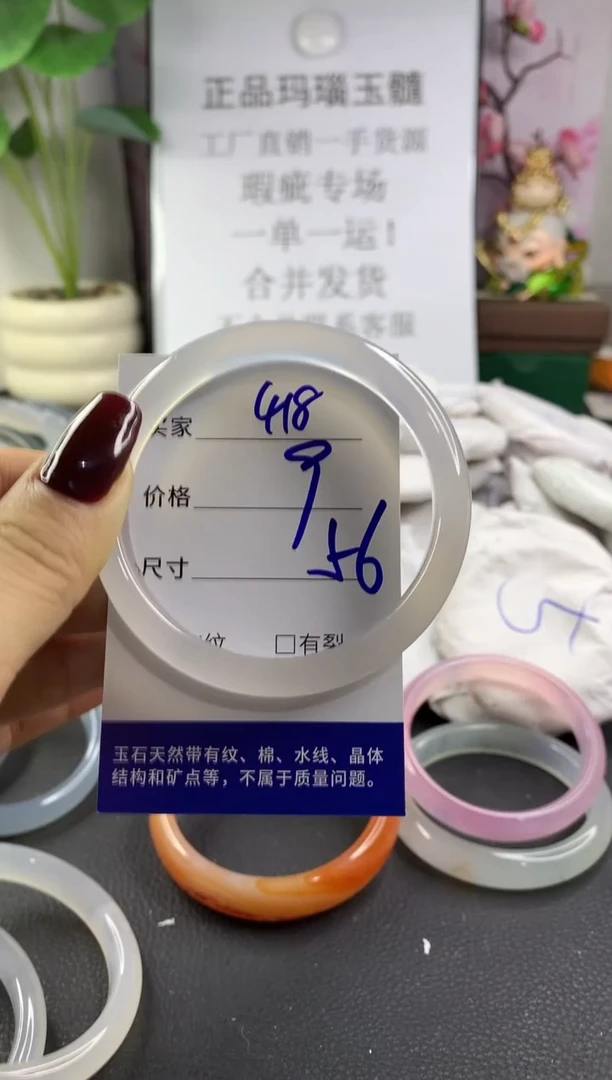 正品玛瑙玉髓
工厂直销一手货源
瑕疵专场
一单一运！
合并发货
买家 418
价格 9
尺寸 56
纹 □有裂
玉石天然带有纹、棉、水线、晶体
结构和矿点等，不属于质量问题。